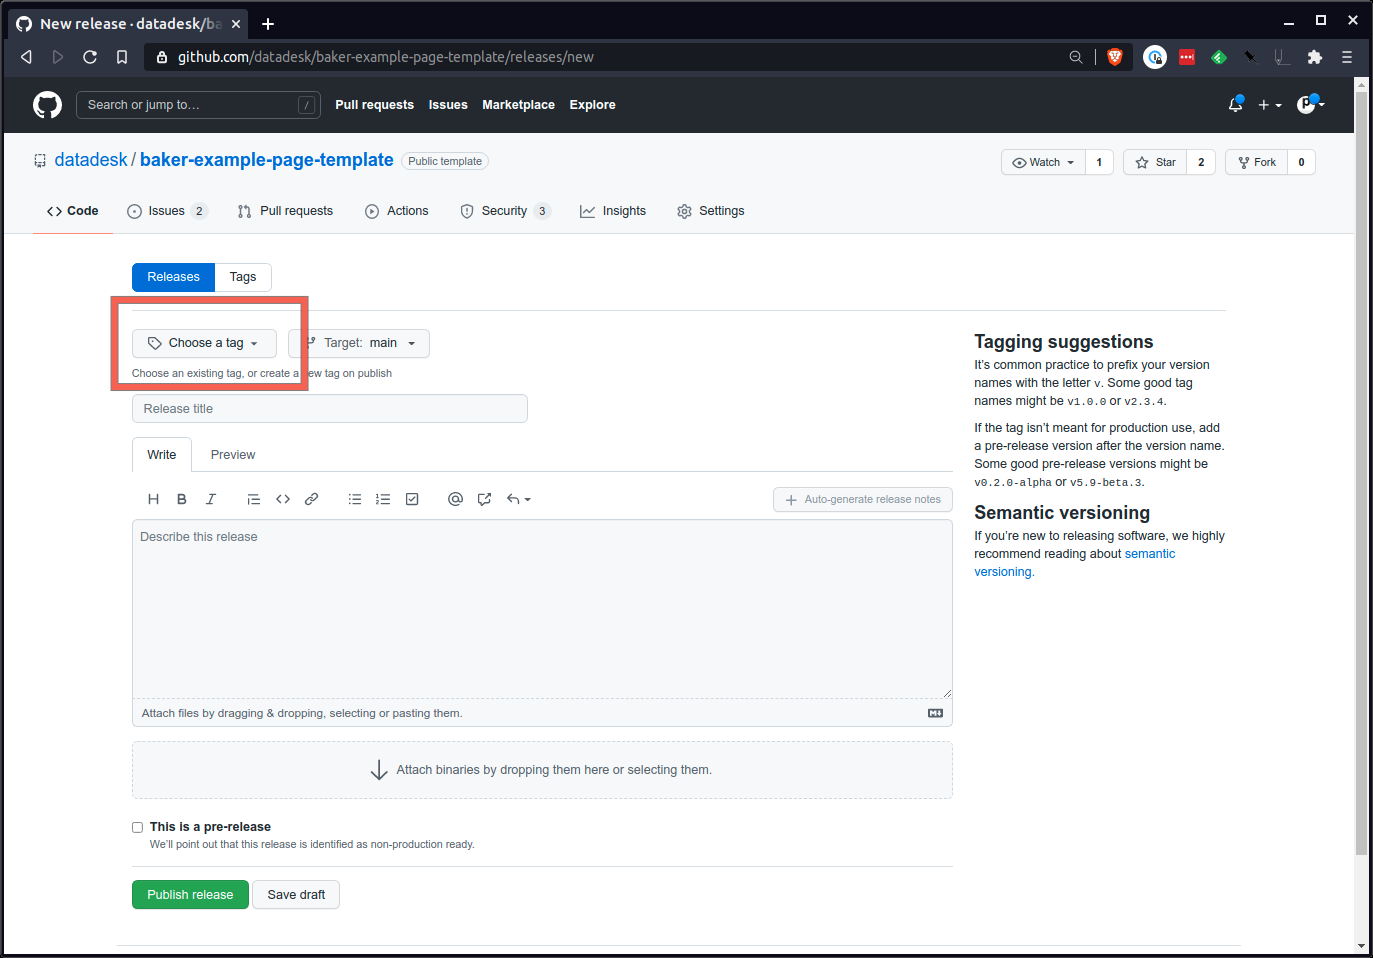 New release · datadesk/ba
github.com/datadesk/baker-example-page-template/releases/new
Search or jump to… /
Pull requests Issues Marketplace Explore
datadesk / baker-example-page-template Public template
Watch 1 Star 2 Fork 0
Code Issues 2 Pull requests Actions Security 3 Insights Settings
Releases Tags
Choose a tag Target: main
Choose an existing tag, or create a new tag on publish
Release title
Write Preview
Auto-generate release notes
Describe this release
Attach files by dragging & dropping, selecting or pasting them.
Attach binaries by dropping them here or selecting them.
This is a pre-release
We'll point out that this release is identified as non-production ready.
Publish release Save draft
Tagging suggestions
It's common practice to prefix your version
names with the letter v. Some good tag
names might be v1.0.0 or v2.3.4.
If the tag isn't meant for production use, add
a pre-release version after the version name.
Some good pre-release versions might be
v0.2.0-alpha or v5.9-beta.3.
Semantic versioning
If you're new to releasing software, we highly
recommend reading about semantic
versioning.